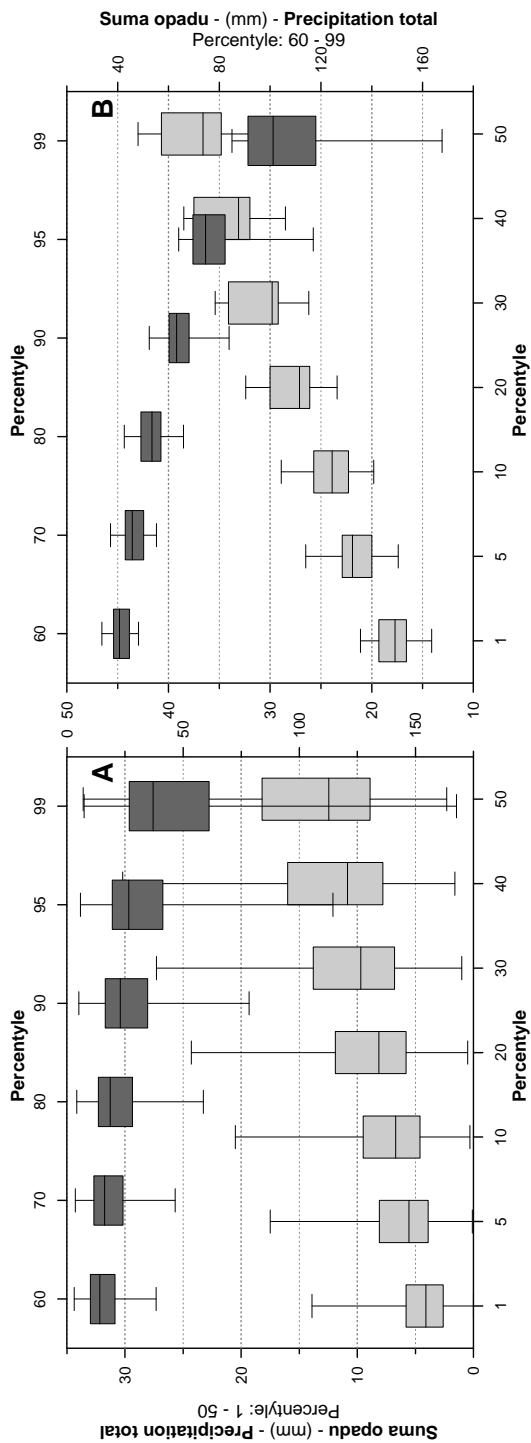 Suma opadu - (mm) - Precipitation total
Percentyle: 1 - 50
Percentyle
60 70 80 90 95 99
A
30
20
10
0
1 5 10 20 30 40 50
Percentyle
0
50
100
150
Percentyle
60 70 80 90 95 99
B
50
40
30
20
10
1 5 10 20 30 40 50
Percentyle
40
80
120
160
Suma opadu - (mm) - Precipitation total
Percentyle: 60 - 99